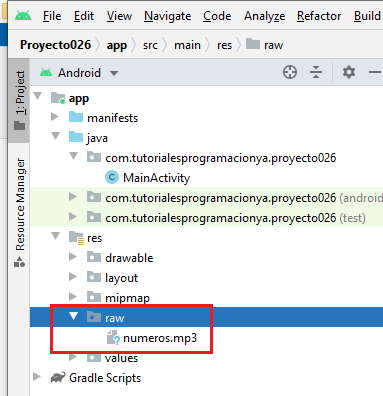 File Edit View Navigate Code Analyze Refactor Build
Proyecto026 app src main res raw
Android
app
manifests
java
com.tutorialesprogramacionya.proyecto026
MainActivity
com.tutorialesprogramacionya.proyecto026 (android
com.tutorialesprogramacionya.proyecto026 (test)
res
drawable
layout
mipmap
raw
numeros.mp3
values
Gradle Scripts
1: Project
Resource Manager